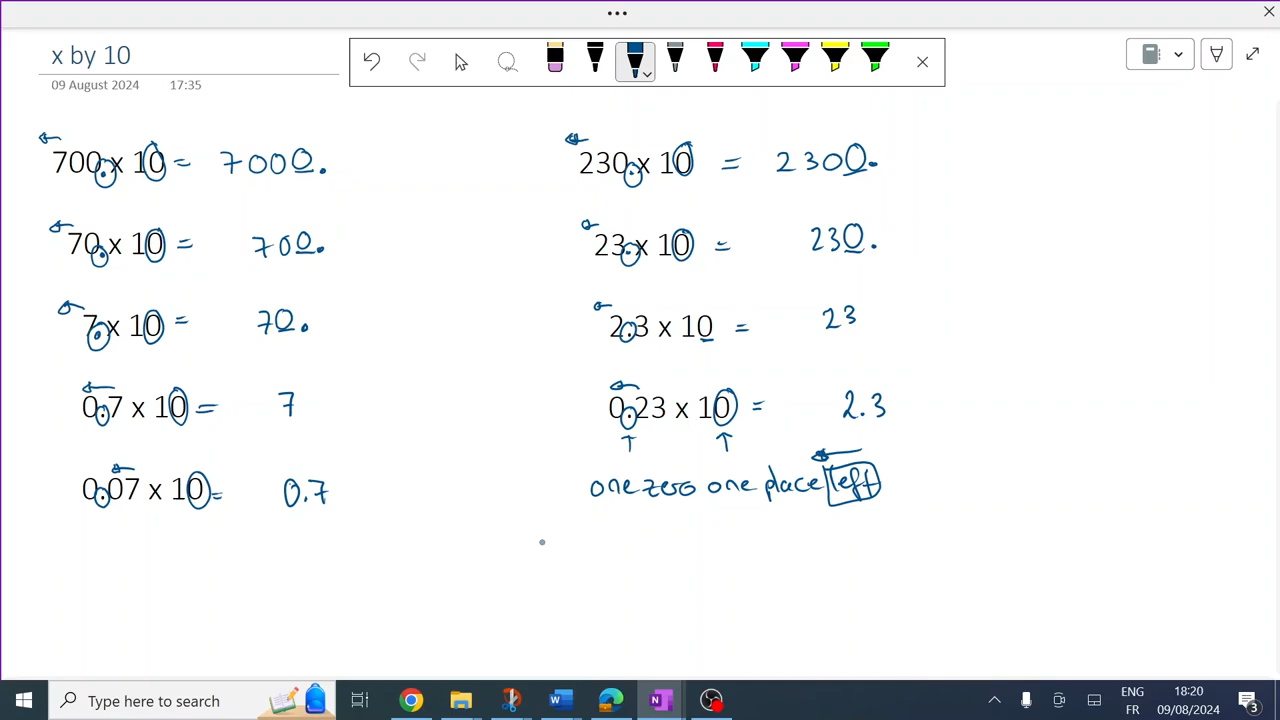 x by 10
09 August 2024 17:35
700.x 10 = 7000.
70.x 10 = 700.
7.x 10 = 70.
0.7 x 10 = 7
0.07 x 10 = 0.7
230.x 10 = 2300.
23.x 10 = 230.
2.3 x 10 = 23
0.23 x 10 = 2.3
one zero one place left
Type here to search
ENG
FR
18:20
09/08/2024
3